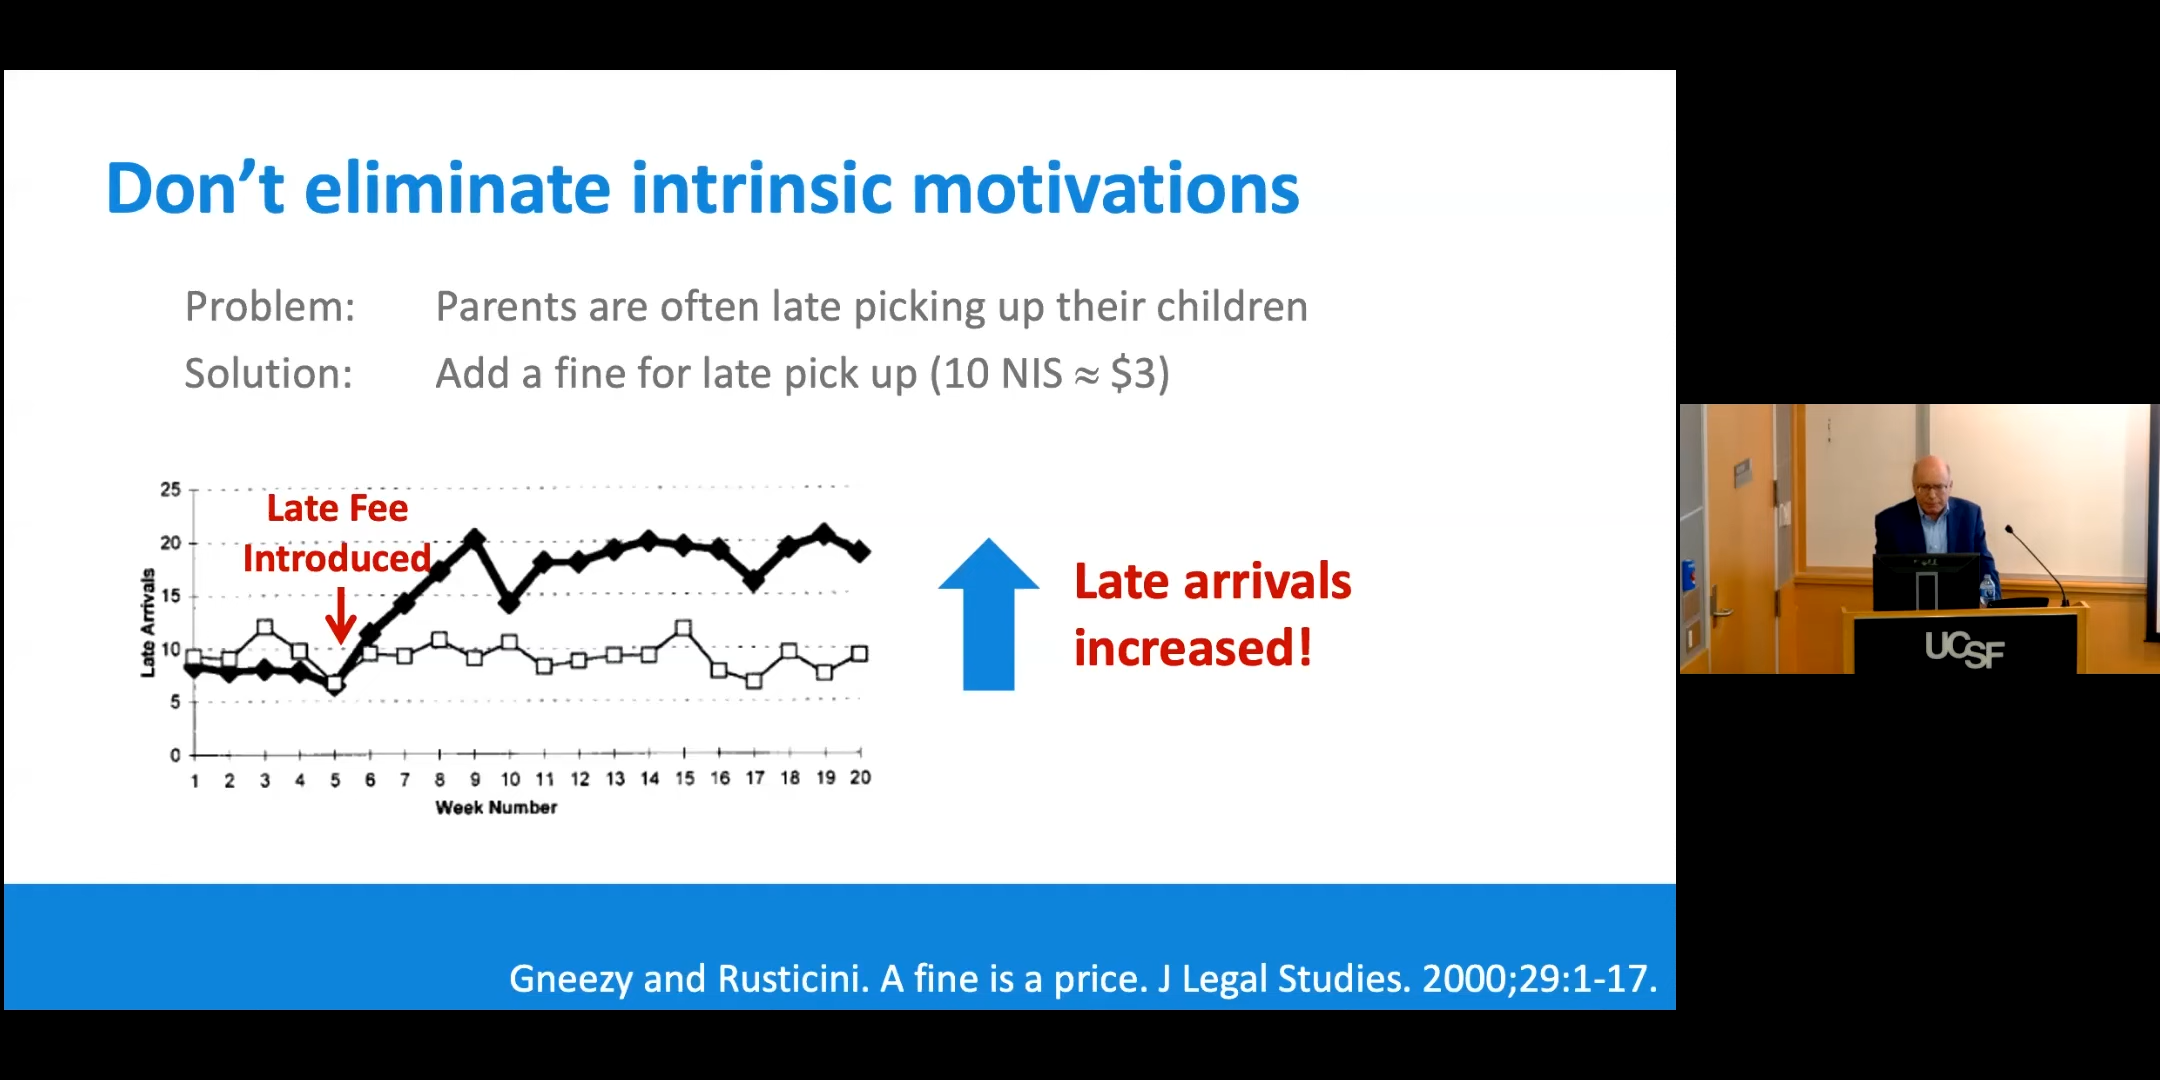 Don't eliminate intrinsic motivations
Problem: Parents are often late picking up their children
Solution: Add a fine for late pick up (10 NIS ≈ $3)
Late Fee
Introduced
Late Arrivals
25
20
15
10
5
0
1 2 3 4 5 6 7 8 9 10 11 12 13 14 15 16 17 18 19 20
Week Number
Late arrivals
increased!
Gneezy and Rusticini. A fine is a price. J Legal Studies. 2000;29:1-17.
UCSF